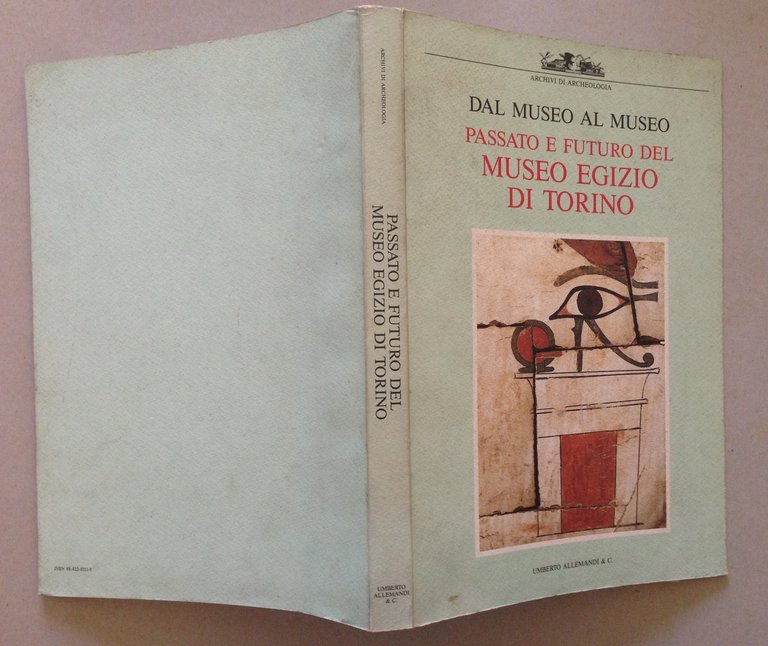 ARCHIVI DI ARCHEOLOGIA
DAL MUSEO AL MUSEO
PASSATO E FUTURO DEL
MUSEO EGIZIO
DI TORINO
UMBERTO ALLEMANDI & C.
ARCHIVI DI ARCHEOLOGIA
PASSATO E FUTURO DEL
MUSEO EGIZIO DI TORINO
UMBERTO
ALLEMANDI
& C.
ISBN